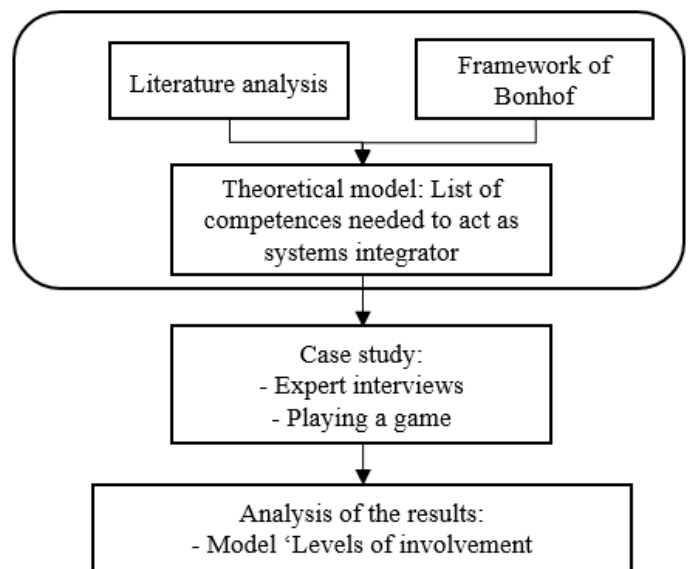 Literature analysis
Framework of
Bonhof
Theoretical model: List of
competences needed to act as
systems integrator
Case study:
- Expert interviews
- Playing a game
Analysis of the results:
- Model ‘Levels of involvement